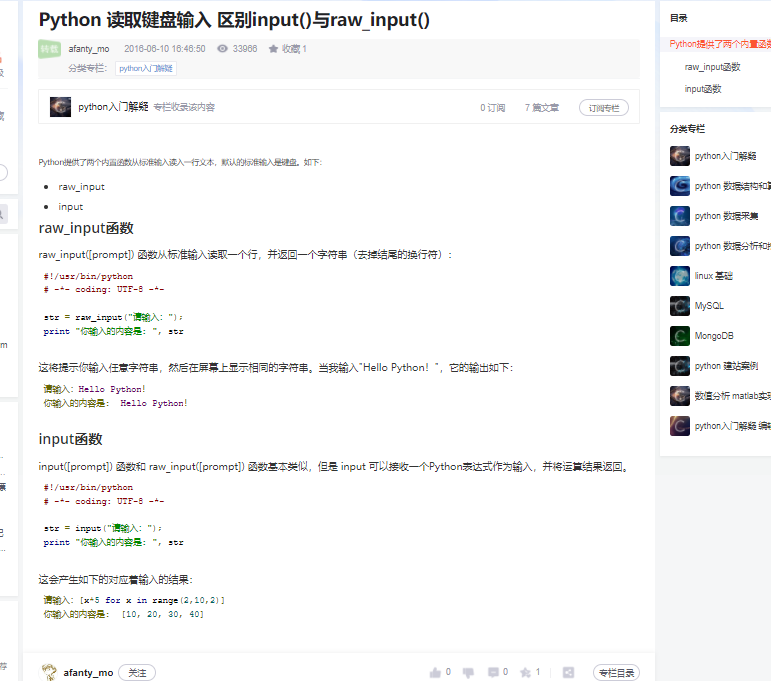 Python 读取键盘输入 区别input()与raw_input()
转载 afanty_mo 2016-06-10 16:46:50 33966 收藏 1
分类专栏： python入门解疑
python入门解疑 专栏收录该内容 0 订阅 7 篇文章 订阅专栏
Python提供了两个内置函数从标准输入读入一行文本，默认的标准输入是键盘。如下：
raw_input
input
raw_input函数
raw_input([prompt]) 函数从标准输入读取一个行，并返回一个字符串（去掉结尾的换行符）：
#!/usr/bin/python
# -*- coding: UTF-8 -*-
str = raw_input("请输入：");
print "你输入的内容是: ", str
这将提示你输入任意字符串，然后在屏幕上显示相同的字符串。当我输入"Hello Python！"，它的输出如下：
请输入：Hello Python！
你输入的内容是:  Hello Python！
input函数
input([prompt]) 函数和 raw_input([prompt]) 函数基本类似，但是 input 可以接收一个Python表达式作为输入，并将运算结果返回。
#!/usr/bin/python
# -*- coding: UTF-8 -*-
str = input("请输入：");
print "你输入的内容是: ", str
这会产生如下的对应着输入的结果：
请输入：[x*5 for x in range(2,10,2)]
你输入的内容是:  [10, 20, 30, 40]
afanty_mo 关注 0 0 1 专栏目录
目录
Python提供了两个内置函数
raw_input函数
input函数
分类专栏
python入门解疑
python 数据结构和
python 数据采集
python 数据分析和
linux 基础
MySQL
MongoDB
python 建站案例
数值分析 matlab实现
python入门解疑 编辑